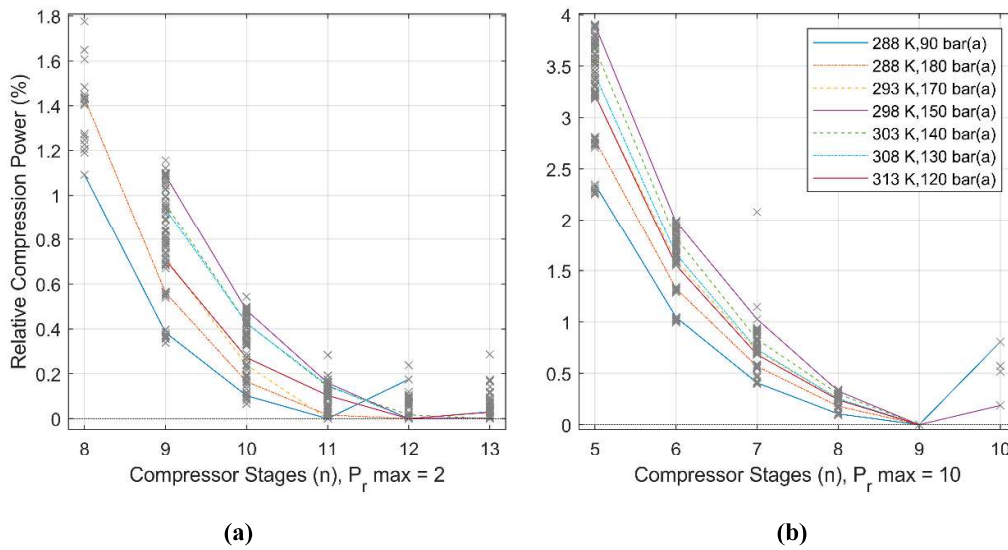 1.8
1.6
1.4
1.2
1
0.8
0.6
0.4
0.2
0
Relative Compression Power (%)
8 9 10 11 12 13
Compressor Stages (n), P_r max = 2
(a)
4
3.5
3
2.5
2
1.5
1
0.5
0
288 K,90 bar(a)
288 K,180 bar(a)
293 K,170 bar(a)
298 K,150 bar(a)
303 K,140 bar(a)
308 K,130 bar(a)
313 K,120 bar(a)
5 6 7 8 9 10
Compressor Stages (n), P_r max = 10
(b)